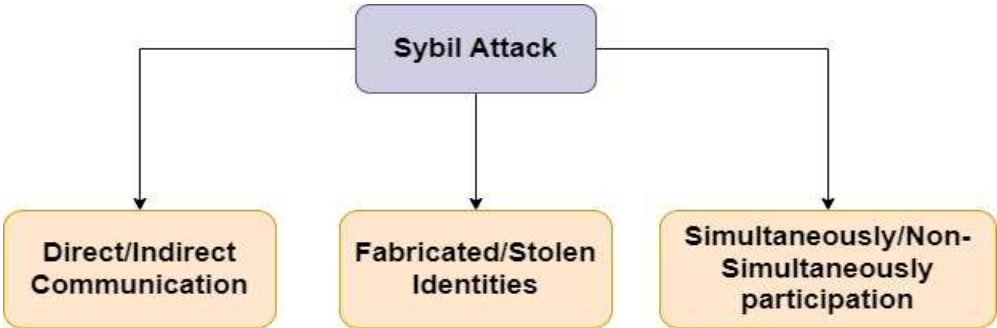 Sybil Attack
Direct/Indirect
Communication
Fabricated/Stolen
Identities
Simultaneously/Non-
Simultaneously
participation